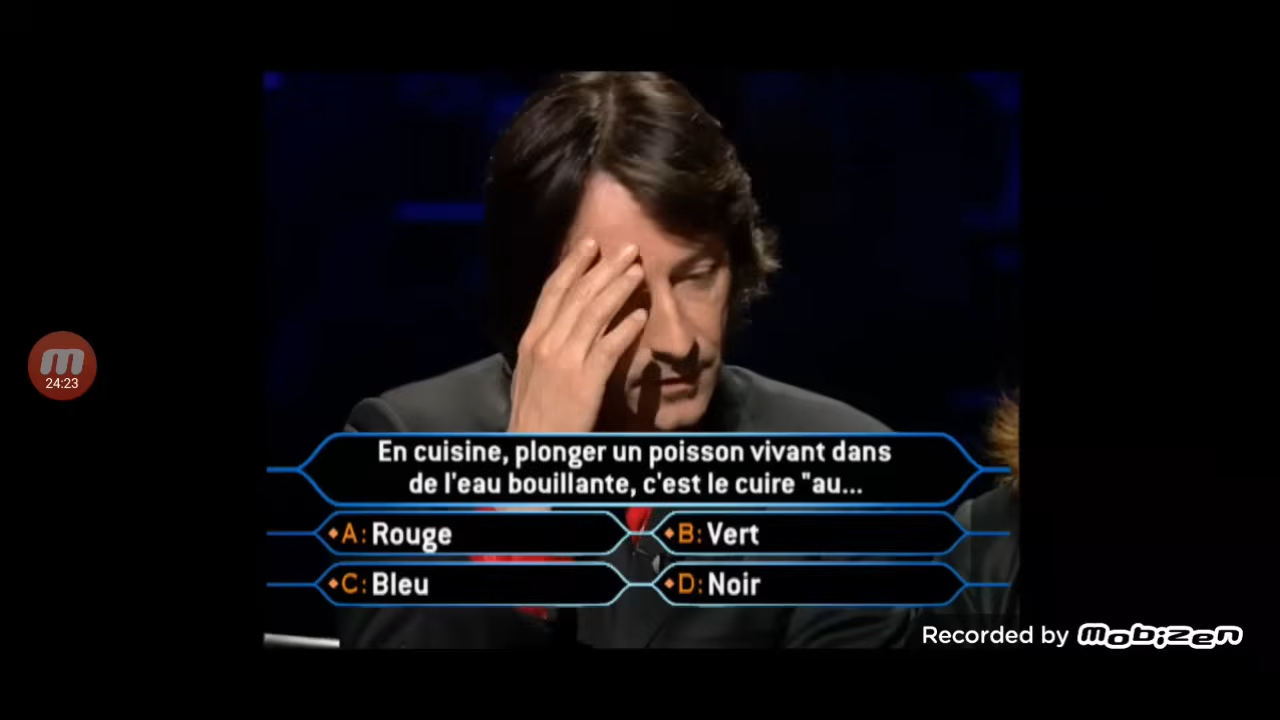 En cuisine, plonger un poisson vivant dans
de l'eau bouillante, c'est le cuire "au...
A: Rouge
B: Vert
C: Bleu
D: Noir
24:23
Recorded by mobizen